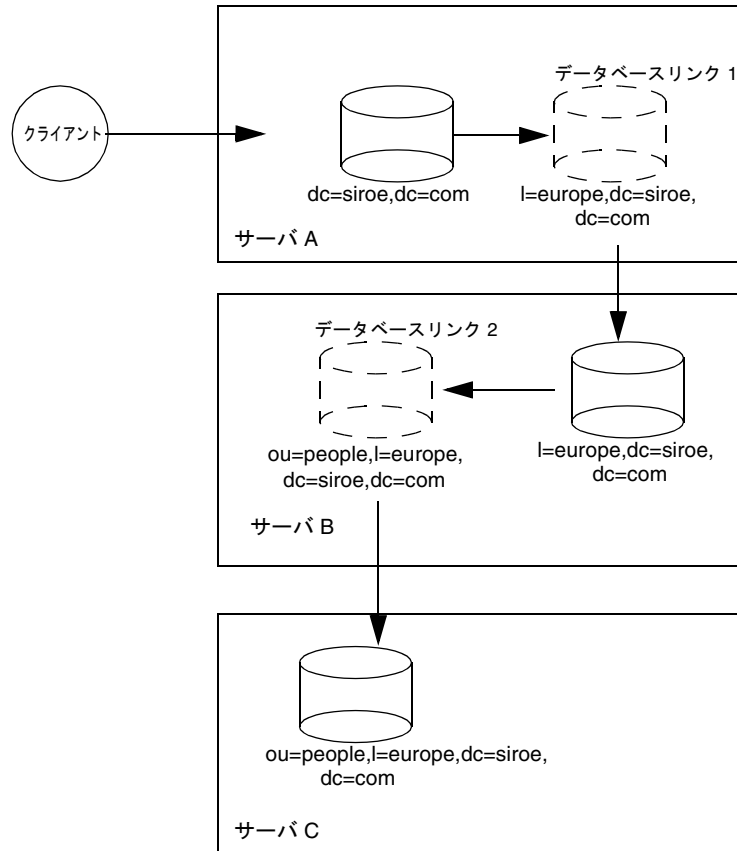 データベースリンク 1
クライアント
dc=siroe,dc=com
l=europe,dc=siroe,
dc=com
サーバ A
データベースリンク 2
ou=people,l=europe,
dc=siroe,dc=com
l=europe,dc=siroe,
dc=com
サーバ B
ou=people,l=europe,dc=siroe,
dc=com
サーバ C